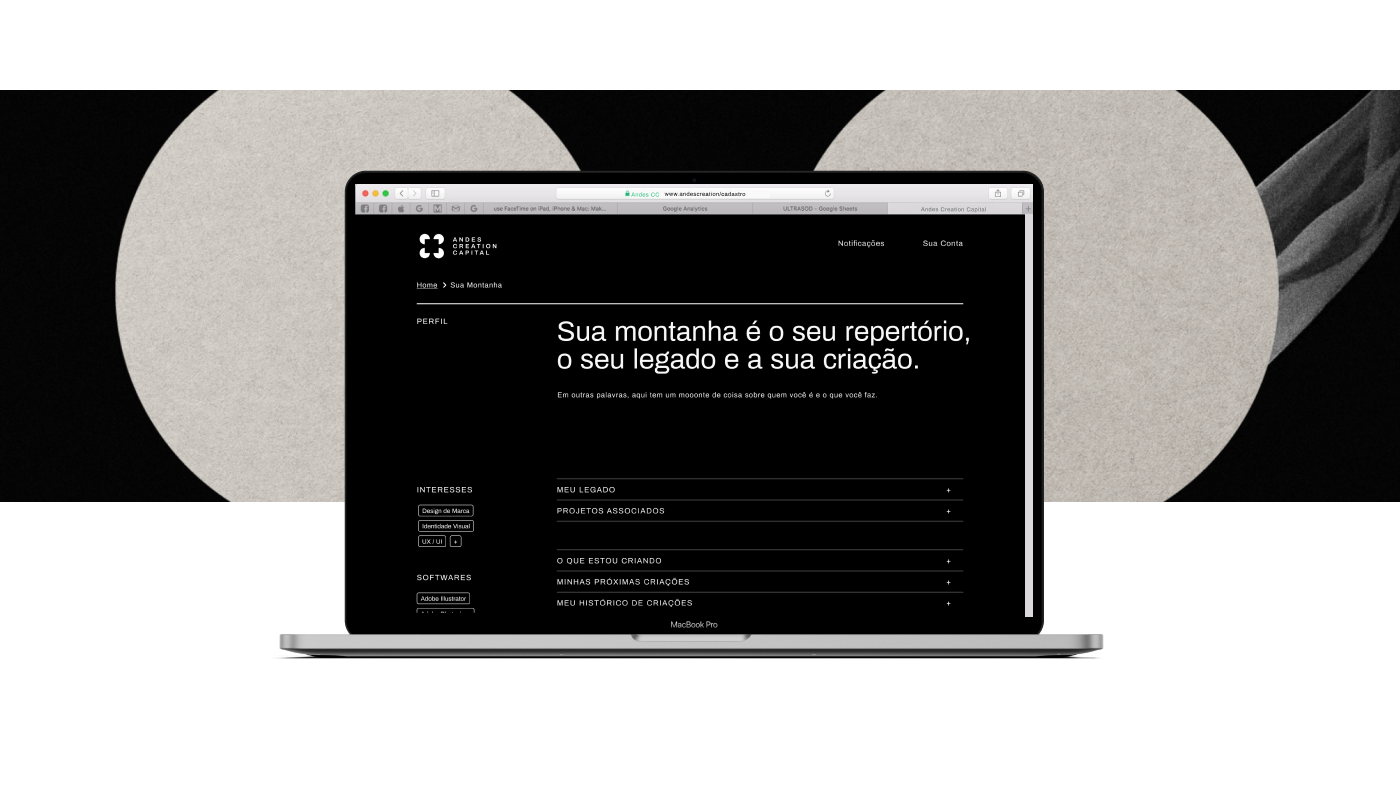 Andes CC www.andescreation/cadaxtro
use FaceTime on iPad, iPhone & Mac: Mak...
Google Analytics
ULTRASOD - Google Sheets
Andes Creation Capital
ANDES
CREATION
CAPITAL
Notificações
Sua Conta
Home > Sua Montanha
PERFIL
Sua montanha é o seu repertório,
o seu legado e a sua criação.
Em outras palavras, aqui tem um mooonte de coisa sobre quem você é e o que você faz.
INTERESSES
Design de Marca
Identidade Visual
UX / UI +
SOFTWARES
Adobe Illustrator
MEU LEGADO +
PROJETOS ASSOCIADOS +
O QUE ESTOU CRIANDO +
MINHAS PRÓXIMAS CRIAÇÕES +
MEU HISTÓRICO DE CRIAÇÕES +
MacBook Pro